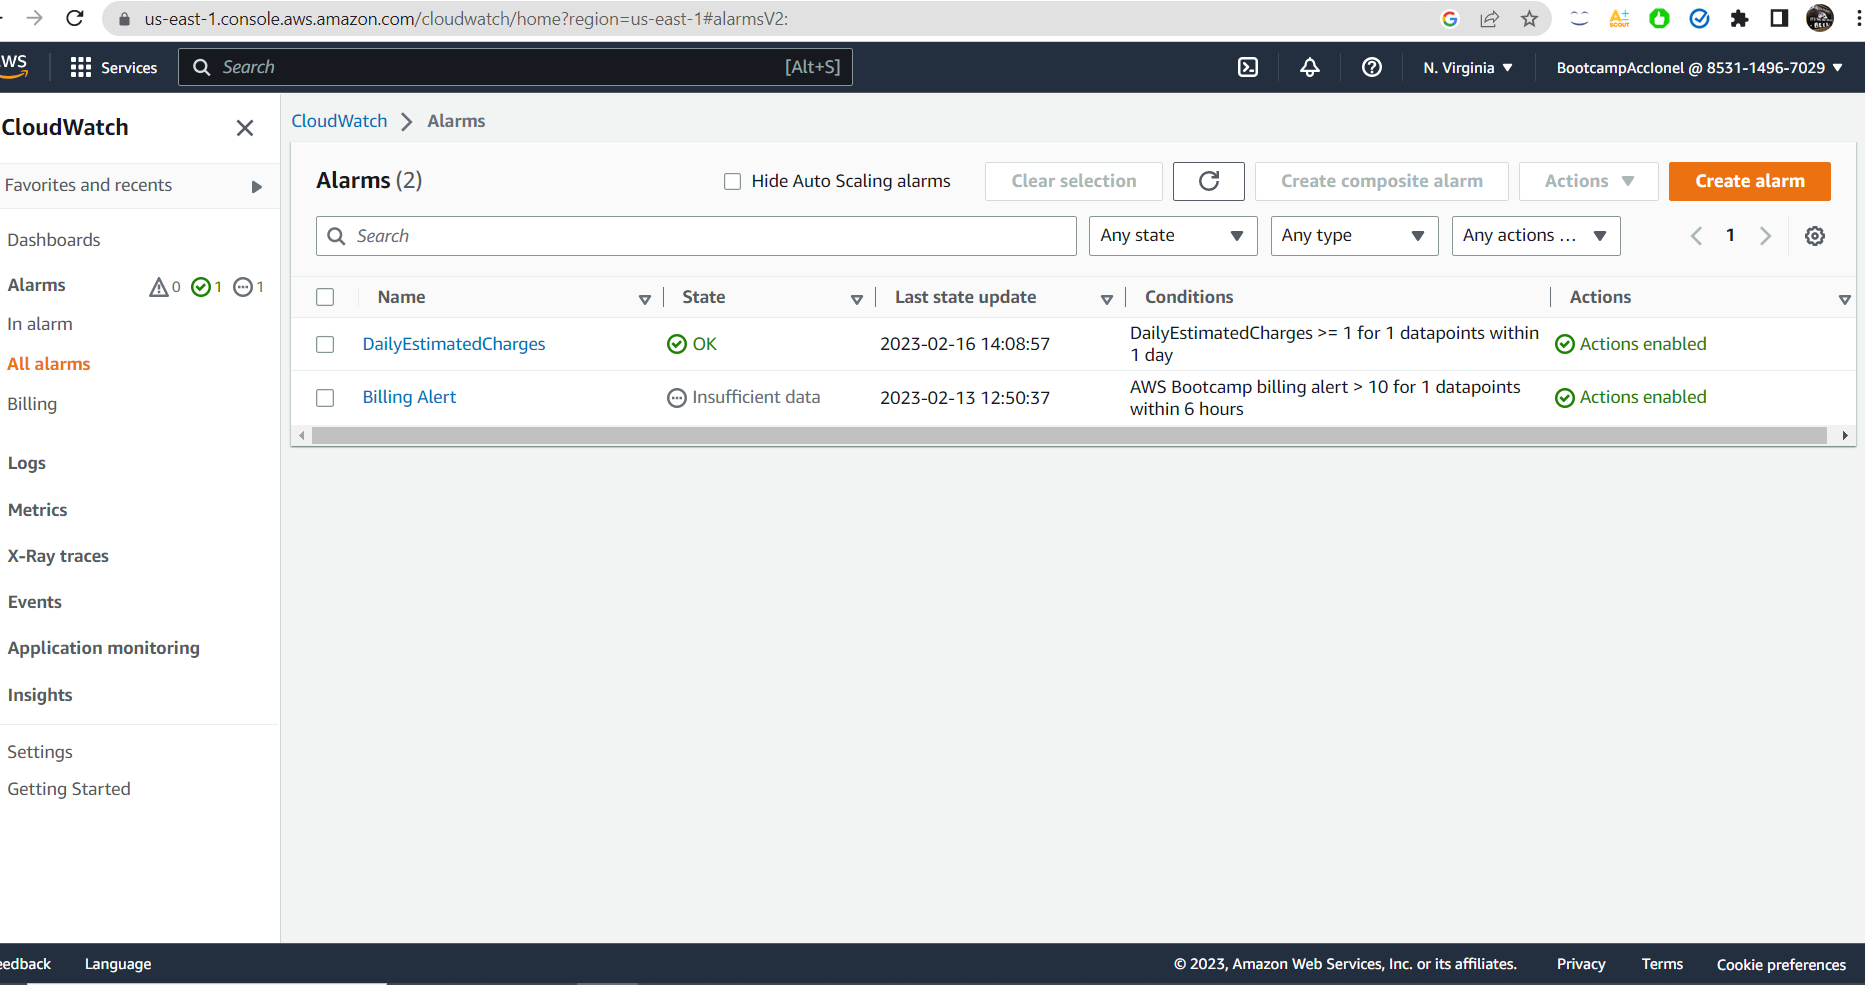 us-east-1.console.aws.amazon.com/cloudwatch/home?region=us-east-1#alarmsV2:
Services
Search
[Alt+S]
N. Virginia
BootcampAcclonel @ 8531-1496-7029
CloudWatch
Favorites and recents
Dashboards
Alarms 0 1 1
In alarm
All alarms
Billing
Logs
Metrics
X-Ray traces
Events
Application monitoring
Insights
Settings
Getting Started
CloudWatch Alarms
Alarms (2)
Hide Auto Scaling alarms
Clear selection
Create composite alarm
Actions
Create alarm
Search
Any state
Any type
Any actions ...
1
Name State Last state update Conditions Actions
DailyEstimatedCharges OK 2023-02-16 14:08:57 DailyEstimatedCharges >= 1 for 1 datapoints within
1 day
Actions enabled
Billing Alert Insufficient data 2023-02-13 12:50:37 AWS Bootcamp billing alert > 10 for 1 datapoints
within 6 hours
Actions enabled
eedback Language © 2023, Amazon Web Services, Inc. or its affiliates. Privacy Terms Cookie preferences